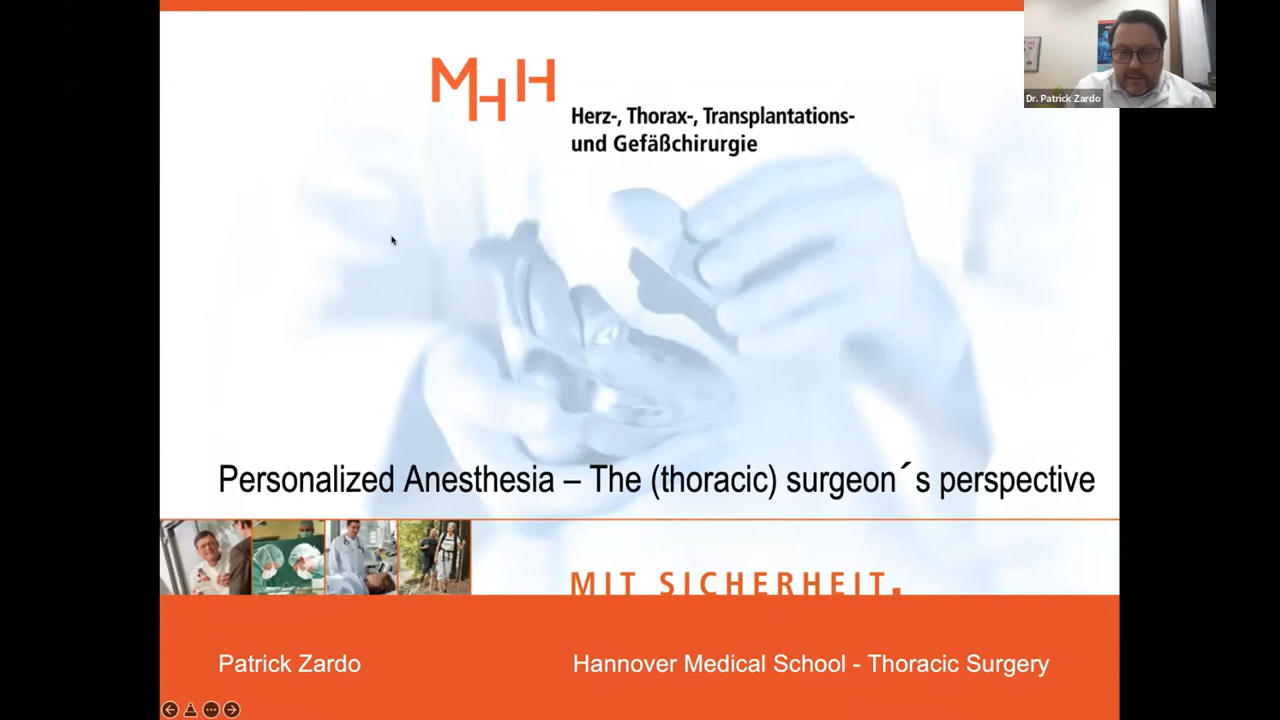 MHH
Herz-, Thorax-, Transplantations-
und Gefäßchirurgie
Dr. Patrick Zardo
Personalized Anesthesia – The (thoracic) surgeon´s perspective
MIT SICHERHEIT.
Patrick Zardo
Hannover Medical School - Thoracic Surgery